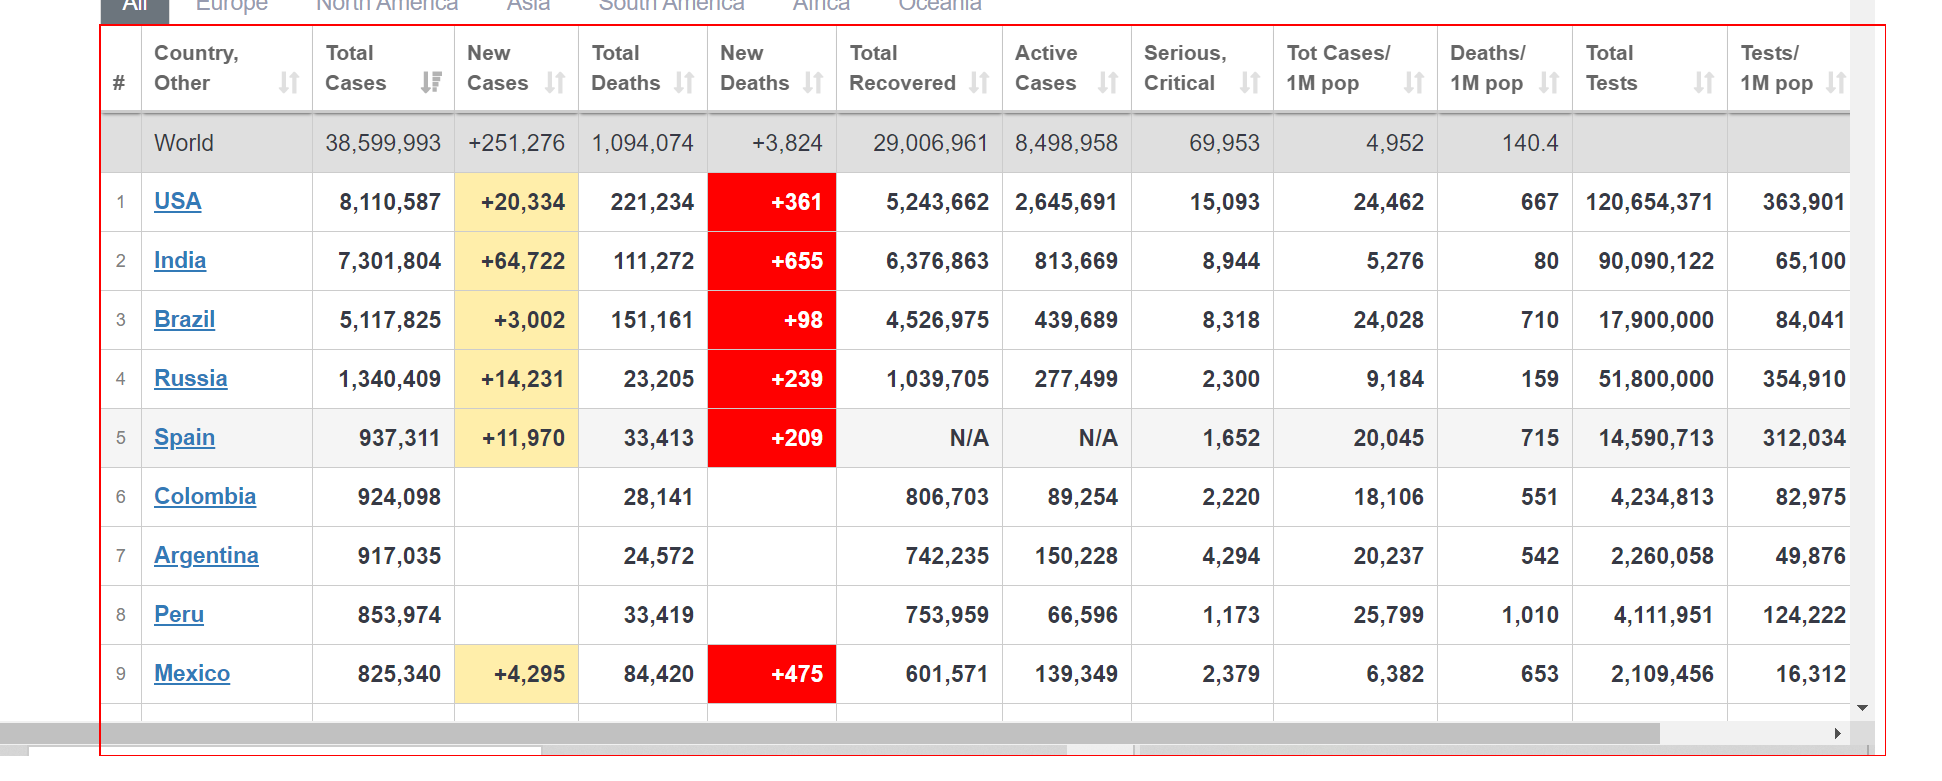 All Europe North America Asia South America Africa Oceania
# Country, Other Total Cases New Cases Total Deaths New Deaths Total Recovered Active Cases Serious, Critical Tot Cases/ 1M pop Deaths/ 1M pop Total Tests Tests/ 1M pop
World 38,599,993 +251,276 1,094,074 +3,824 29,006,961 8,498,958 69,953 4,952 140.4
1 USA 8,110,587 +20,334 221,234 +361 5,243,662 2,645,691 15,093 24,462 667 120,654,371 363,901
2 India 7,301,804 +64,722 111,272 +655 6,376,863 813,669 8,944 5,276 80 90,090,122 65,100
3 Brazil 5,117,825 +3,002 151,161 +98 4,526,975 439,689 8,318 24,028 710 17,900,000 84,041
4 Russia 1,340,409 +14,231 23,205 +239 1,039,705 277,499 2,300 9,184 159 51,800,000 354,910
5 Spain 937,311 +11,970 33,413 +209 N/A N/A 1,652 20,045 715 14,590,713 312,034
6 Colombia 924,098 28,141 806,703 89,254 2,220 18,106 551 4,234,813 82,975
7 Argentina 917,035 24,572 742,235 150,228 4,294 20,237 542 2,260,058 49,876
8 Peru 853,974 33,419 753,959 66,596 1,173 25,799 1,010 4,111,951 124,222
9 Mexico 825,340 +4,295 84,420 +475 601,571 139,349 2,379 6,382 653 2,109,456 16,312